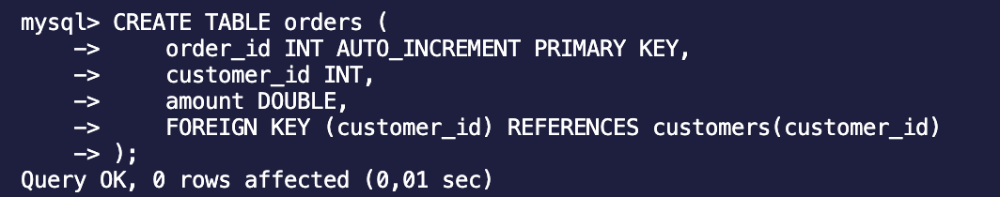 mysql> CREATE TABLE orders (
    ->     order_id INT AUTO_INCREMENT PRIMARY KEY,
    ->     customer_id INT,
    ->     amount DOUBLE,
    ->     FOREIGN KEY (customer_id) REFERENCES customers(customer_id)
    -> );
Query OK, 0 rows affected (0,01 sec)